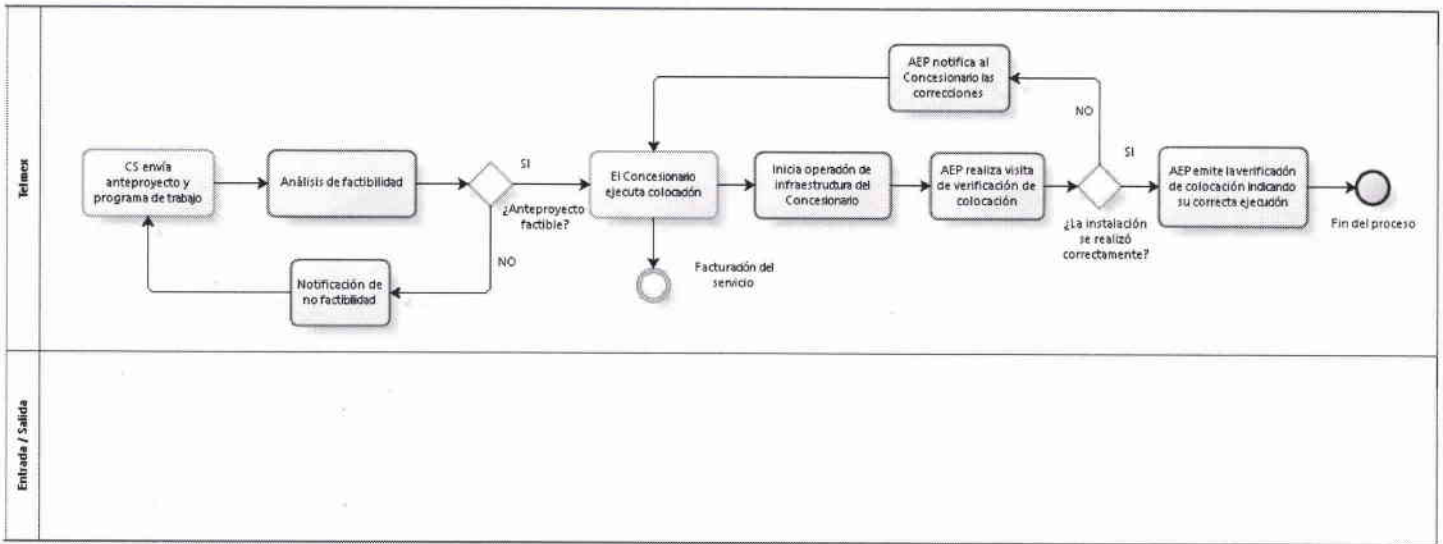 Telmex
AEP notifica al
Concesionario las
correcciones
NO
CS envía
anteproyecto y
programa de trabajo
Análisis de factibilidad
SI
¿Anteproyecto
factible?
El Concesionario
ejecuta colocación
Inicia operación de
infraestructura del
Concesionario
AEP realiza visita
de verificación de
colocación
SI
¿La instalación
se realizó
correctamente?
AEP emite la verificación
de colocación indicando
su correcta ejecución
Fin del proceso
NO
Notificación de
no factibilidad
Facturación del
servicio
Entrada / Salida